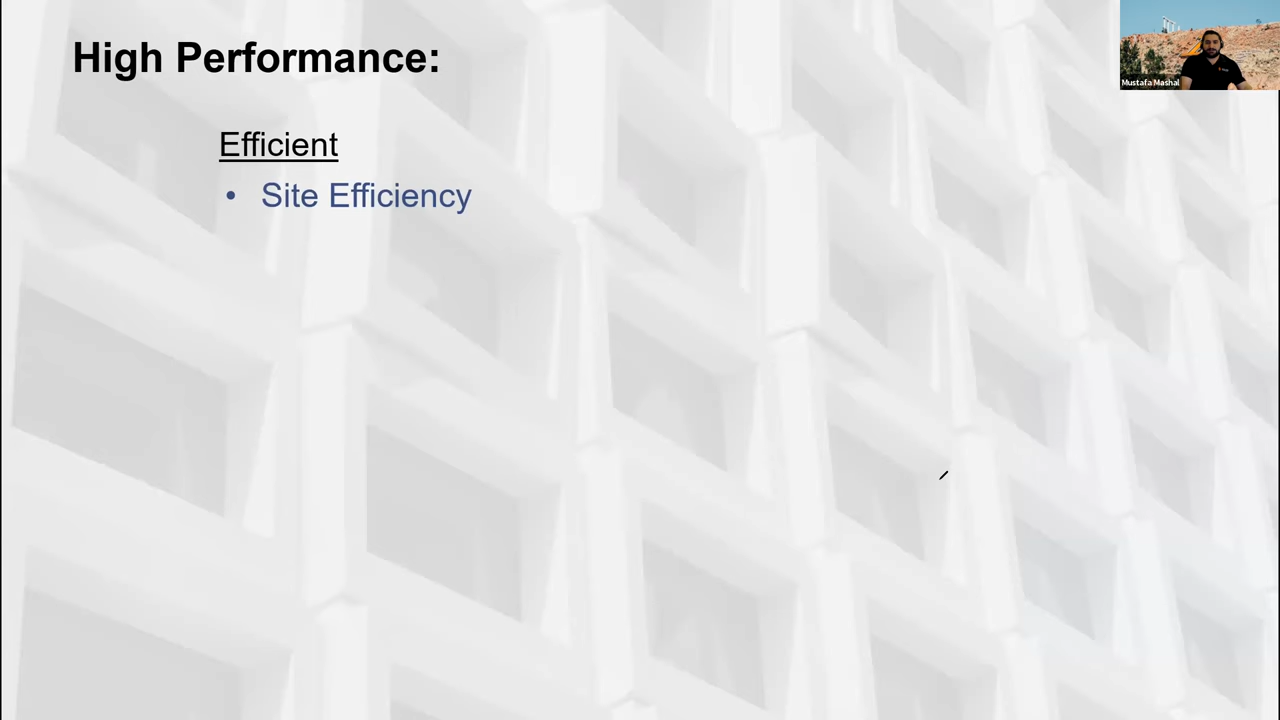 High Performance:
Efficient
• Site Efficiency
Mustafa Mashal